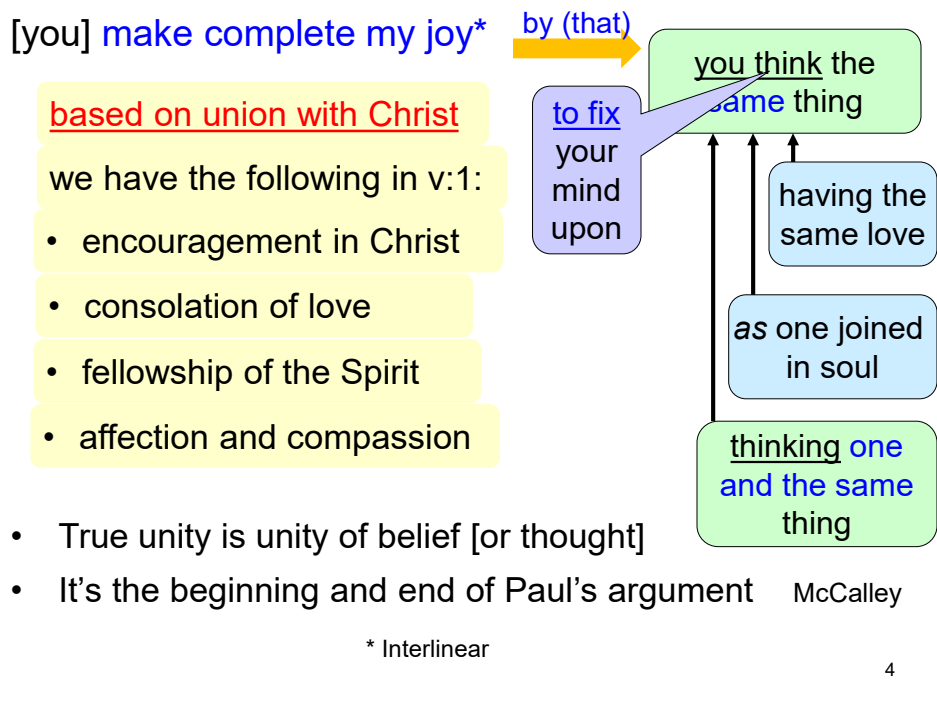 [you] make complete my joy*
by (that)
you think the
same thing
based on union with Christ
to fix
your
mind
upon
we have the following in v:1:
having the
same love
• encouragement in Christ
• consolation of love
as one joined
in soul
• fellowship of the Spirit
• affection and compassion
thinking one
and the same
thing
• True unity is unity of belief [or thought]
• It's the beginning and end of Paul's argument McCalley
* Interlinear
4